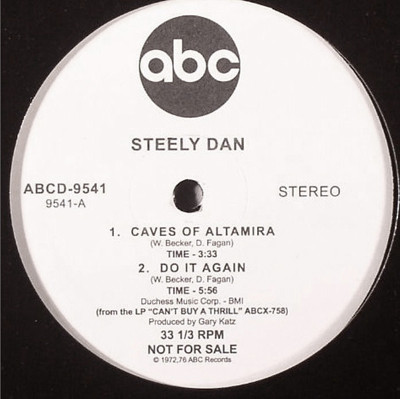 abc
STEELY DAN
ABCD-9541 STEREO
9541-A
1. CAVES OF ALTAMIRA
(W. Becker, D. Fagan)
TIME - 3:33
2. DO IT AGAIN
(W. Becker, D. Fagan)
TIME - 5:56
Duchess Music Corp. - BMI
(from the LP "CAN'T BUY A THRILL" ABCX-758)
Produced by Gary Katz
33 1/3 RPM
NOT FOR SALE
© 1972,76 ABC Records